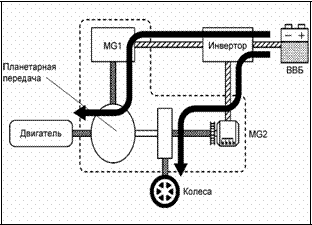 MG1
Инвертор
ВВБ
Планетарная
передача
Двигатель
MG2
Колеса